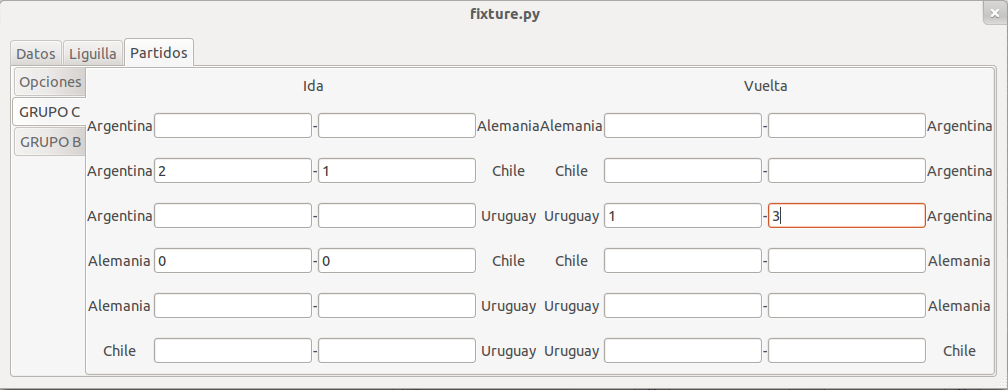 fixture.py
Datos Liguilla Partidos
Opciones
GRUPO C
GRUPO B
Ida Vuelta
Argentina - Alemania Alemania - Argentina
Argentina 2 - 1 Chile Chile - Argentina
Argentina - Uruguay Uruguay 1 - 3 Argentina
Alemania 0 - 0 Chile Chile - Alemania
Alemania - Uruguay Uruguay - Alemania
Chile - Uruguay Uruguay - Chile